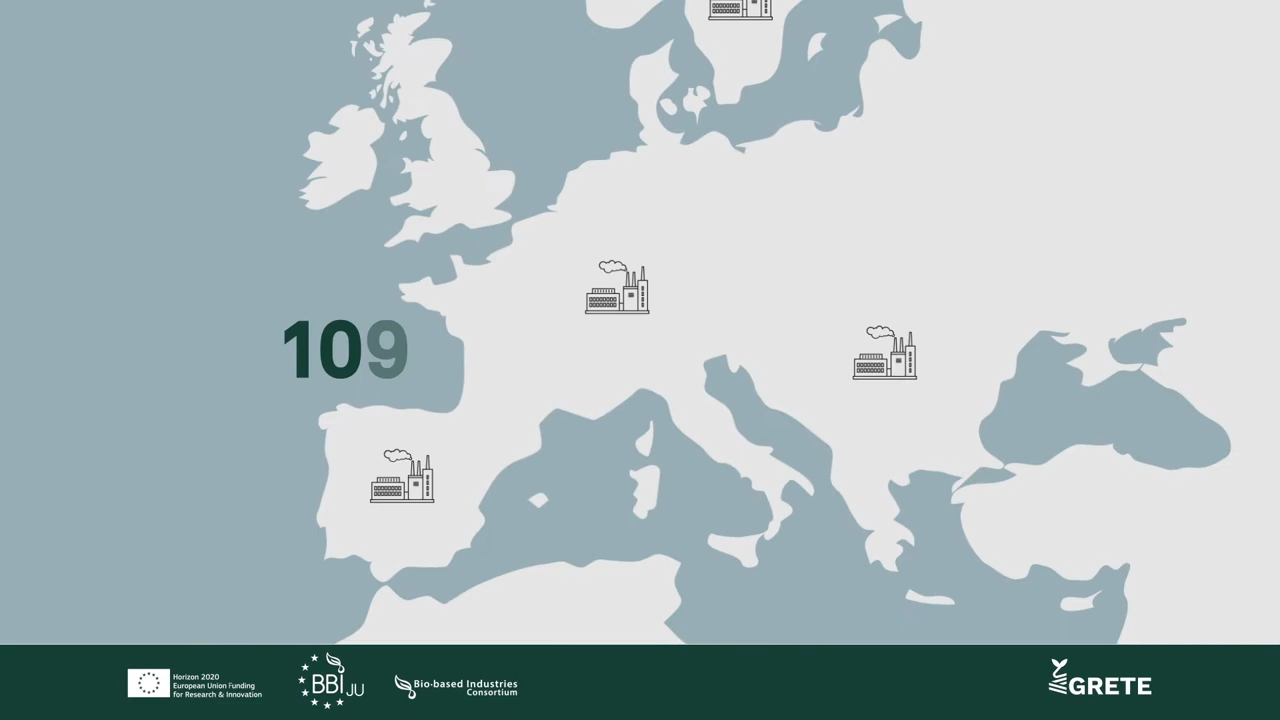 109
Horizon 2020
European Union Funding
for Research & Innovation
BBI JU
Bio-based Industries
Consortium
GRETE